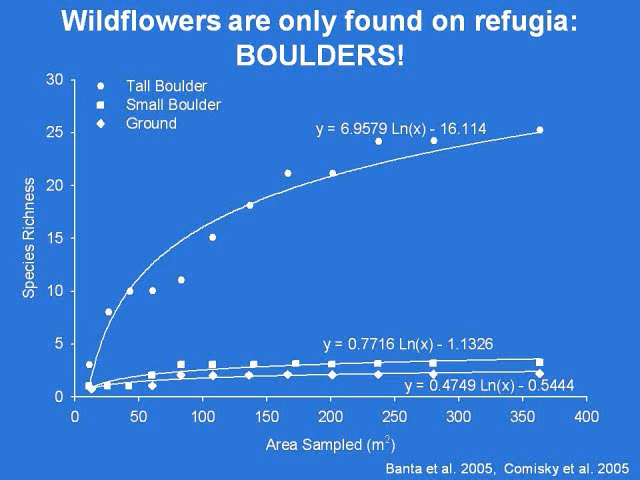 Wildflowers are only found on refugia:
BOULDERS!
Tall Boulder
Small Boulder
Ground
y = 6.9579 Ln(x) - 16.114
y = 0.7716 Ln(x) - 1.1326
y = 0.4749 Ln(x) - 0.5444
Species Richness
30
25
20
15
10
5
0
0 50 100 150 200 250 300 350 400
Area Sampled (m²)
Banta et al. 2005, Comisky et al. 2005